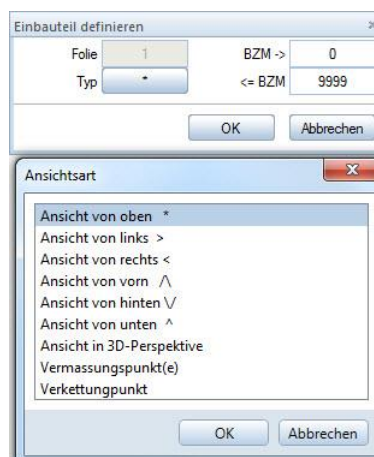 Einbauteil definieren
Folie 1 BZM -> 0
Typ * <= BZM 9999
OK Abbrechen
Ansichtsart
Ansicht von oben *
Ansicht von links >
Ansicht von rechts <
Ansicht von vorn /\
Ansicht von hinten \/
Ansicht von unten ^
Ansicht in 3D-Perspektive
Vermassungspunkt(e)
Verkettungpunkt
OK Abbrechen